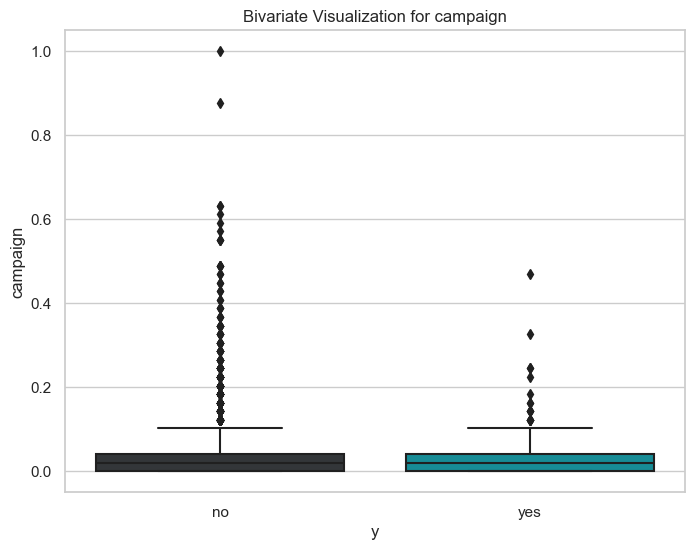 Bivariate Visualization for campaign
1.0
0.8
0.6
0.4
0.2
0.0
campaign
no
yes
y